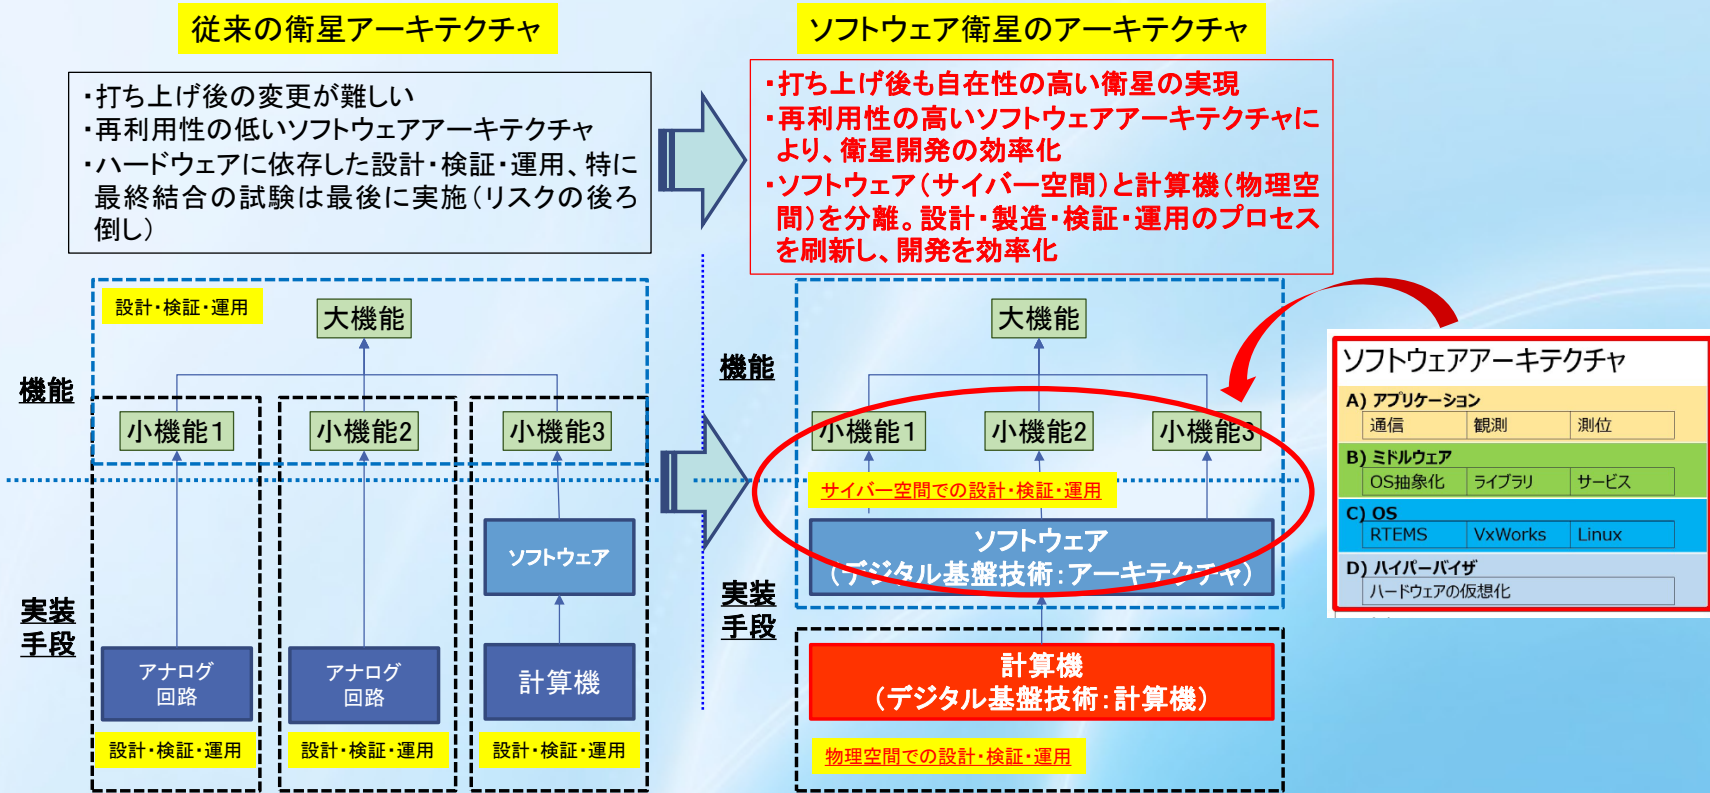 従来の衛星アーキテクチャ
・打ち上げ後の変更が難しい
・再利用性の低いソフトウェアアーキテクチャ
・ハードウェアに依存した設計・検証・運用、特に
最終結合の試験は最後に実施（リスクの後ろ
倒し）
ソフトウェア衛星のアーキテクチャ
・打ち上げ後も自在性の高い衛星の実現
・再利用性の高いソフトウェアアーキテクチャに
より、衛星開発の効率化
・ソフトウェア（サイバー空間）と計算機（物理空
間）を分離。設計・製造・検証・運用のプロセス
を刷新し、開発を効率化
機能
実装
手段
設計・検証・運用
大機能
小機能1
小機能2
小機能3
ソフトウェア
アナログ
回路
アナログ
回路
計算機
設計・検証・運用
設計・検証・運用
設計・検証・運用
機能
実装
手段
大機能
小機能1
小機能2
小機能3
サイバー空間での設計・検証・運用
ソフトウェア
（デジタル基盤技術：アーキテクチャ）
計算機
（デジタル基盤技術：計算機）
物理空間での設計・検証・運用
ソフトウェアアーキテクチャ
A) アプリケーション
通信 観測 測位
B) ミドルウェア
OS抽象化 ライブラリ サービス
C) OS
RTEMS VxWorks Linux
D) ハイパーバイザ
ハードウェアの仮想化